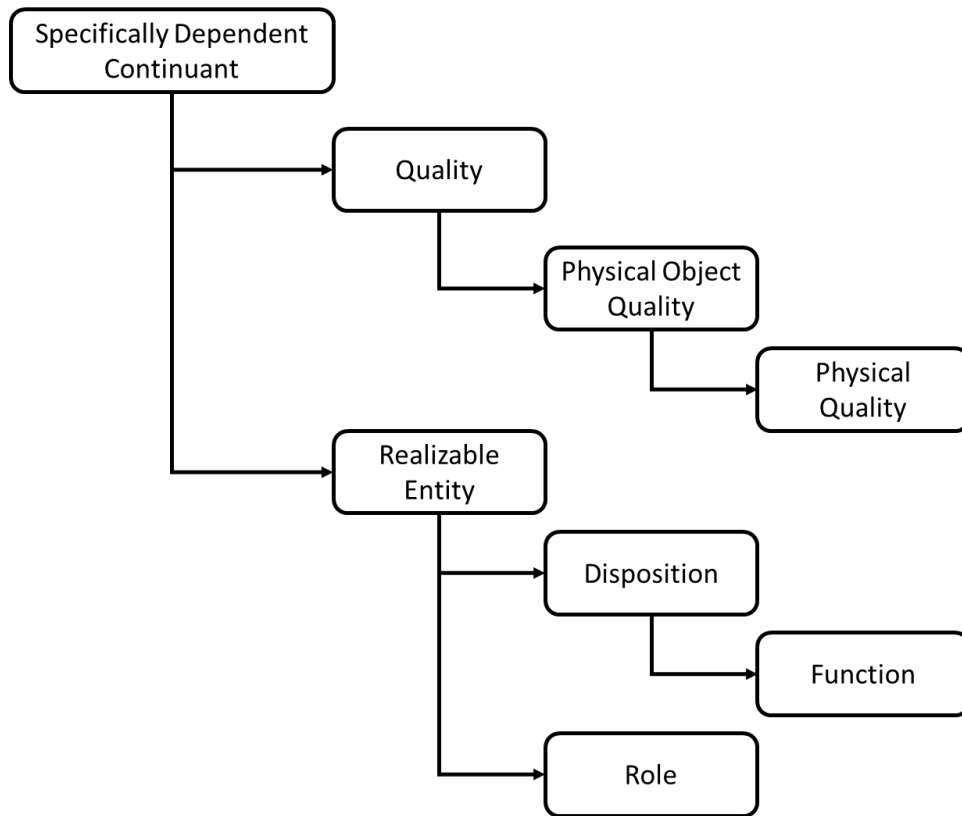 Specifically Dependent
Continuant
Quality
Physical Object
Quality
Physical
Quality
Realizable
Entity
Disposition
Function
Role